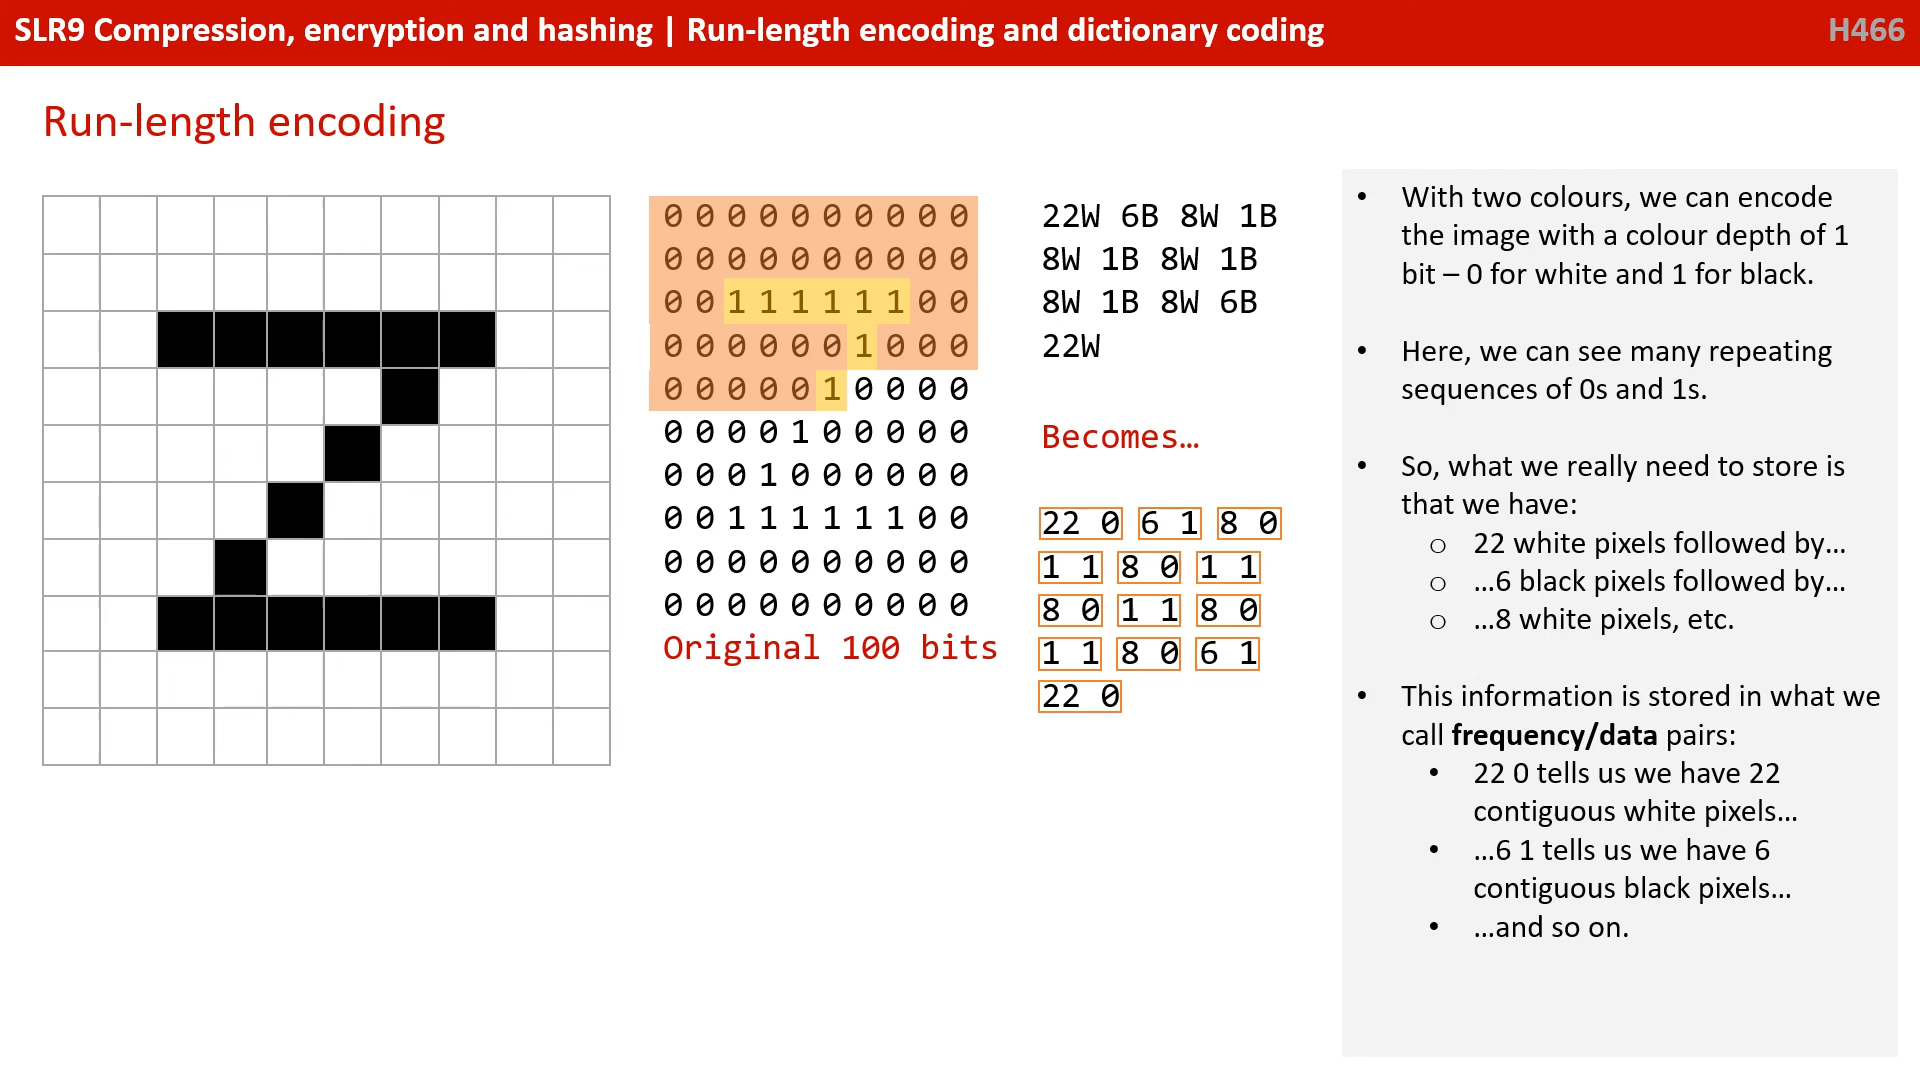 SLR9 Compression, encryption and hashing | Run-length encoding and dictionary coding
H466
Run-length encoding
0 0 0 0 0 0 0 0 0 0
0 0 0 0 0 0 0 0 0 0
0 0 1 1 1 1 1 1 0 0
0 0 0 0 0 0 1 0 0 0
0 0 0 0 0 1 0 0 0 0
0 0 0 0 1 0 0 0 0 0
0 0 0 1 0 0 0 0 0 0
0 0 1 1 1 1 1 1 0 0
0 0 0 0 0 0 0 0 0 0
0 0 0 0 0 0 0 0 0 0
Original 100 bits
22W 6B 8W 1B
8W 1B 8W 1B
8W 1B 8W 6B
22W
Becomes…
22 0 6 1 8 0
1 1 8 0 1 1
8 0 1 1 8 0
1 1 8 0 6 1
22 0
• With two colours, we can encode
the image with a colour depth of 1
bit – 0 for white and 1 for black.
• Here, we can see many repeating
sequences of 0s and 1s.
• So, what we really need to store is
that we have:
o 22 white pixels followed by…
o …6 black pixels followed by…
o …8 white pixels, etc.
• This information is stored in what we
call frequency/data pairs:
• 22 0 tells us we have 22
contiguous white pixels…
• …6 1 tells us we have 6
contiguous black pixels…
• …and so on.